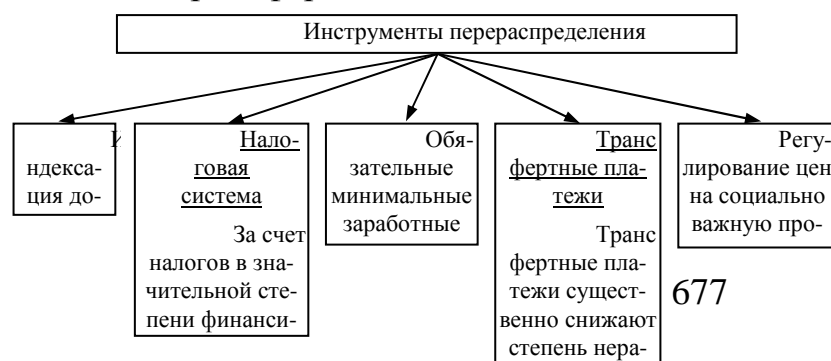 Инструменты перераспределения
И
ндекса-
ция до-
Нало-
говая
система
За счет
налогов в зна-
чительной сте-
пени финанси-
Обя-
зательные
минимальные
заработные
Транс
фертные пла-
тежи
Транс
фертные пла-
тежи сущест-
венно снижают
степень нера-
Регу-
лирование цен
на социально
важную про-
677